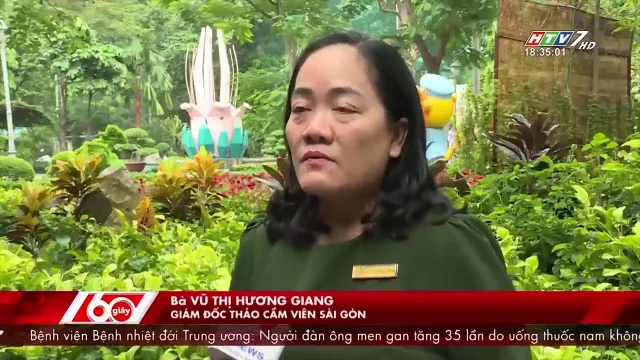 HTV7 HD
18:35:01
60 giây
Bà VŨ THỊ HƯƠNG GIANG
GIÁM ĐỐC THẢO CẦM VIÊN SÀI GÒN
Bệnh viện Bệnh nhiệt đới Trung ương: Người đàn ông men gan tăng 35 lần do uống thuốc nam khôn
EWS